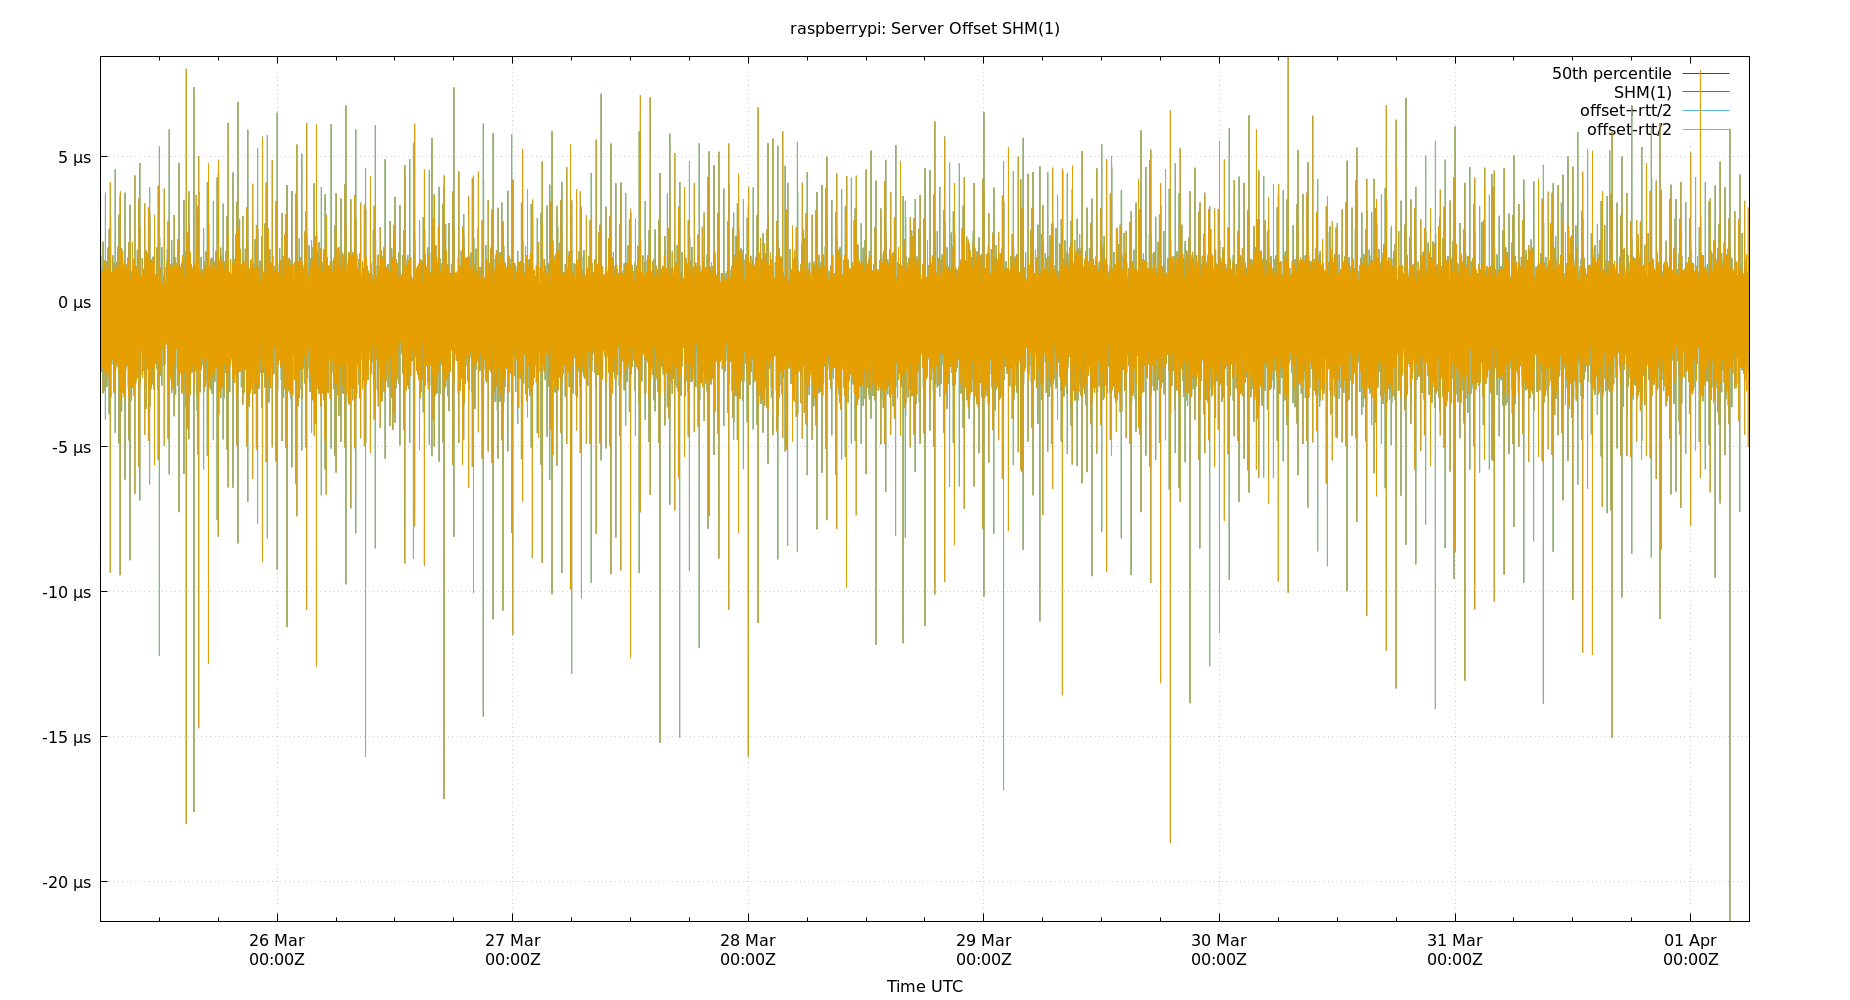 raspberrypi: Server Offset SHM(1)
50th percentile
SHM(1)
offset+rtt/2
offset-rtt/2
5 µs
0 µs
-5 µs
-10 µs
-15 µs
-20 µs
26 Mar
00:00Z
27 Mar
00:00Z
28 Mar
00:00Z
29 Mar
00:00Z
30 Mar
00:00Z
31 Mar
00:00Z
01 Apr
00:00Z
Time UTC